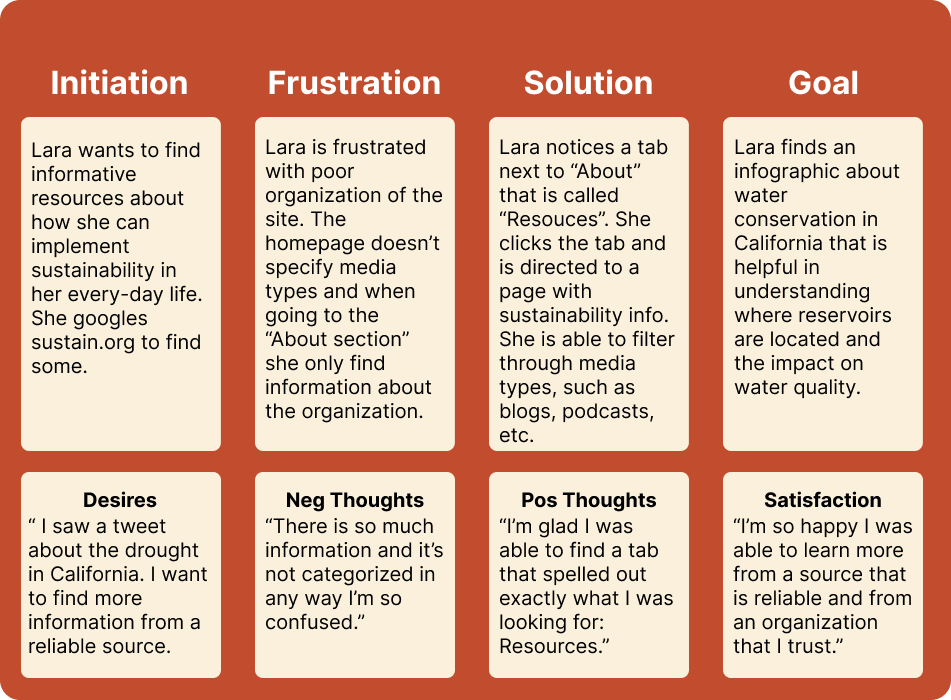 Initiation
Lara wants to find
informative
resources about
how she can
implement
sustainability in
her every-day life.
She googles
sustain.org to find
some.
Desires
“ I saw a tweet
about the drought
in California. I want
to find more
information from a
reliable source.
Frustration
Lara is frustrated
with poor
organization of the
site. The
homepage doesn’t
specify media
types and when
going to the
“About section”
she only find
information about
the organization.
Neg Thoughts
“There is so much
information and it’s
not categorized in
any way I’m so
confused.”
Solution
Lara notices a tab
next to “About”
that is called
“Resouces”. She
clicks the tab and
is directed to a
page with
sustainability info.
She is able to filter
through media
types, such as
blogs, podcasts,
etc.
Pos Thoughts
“I’m glad I was
able to find a tab
that spelled out
exactly what I was
looking for:
Resources.”
Goal
Lara finds an
infographic about
water
conservation in
California that is
helpful in
understanding
where reservoirs
are located and
the impact on
water quality.
Satisfaction
“I’m so happy I was
able to learn more
from a source that
is reliable and from
an organization
that I trust.”